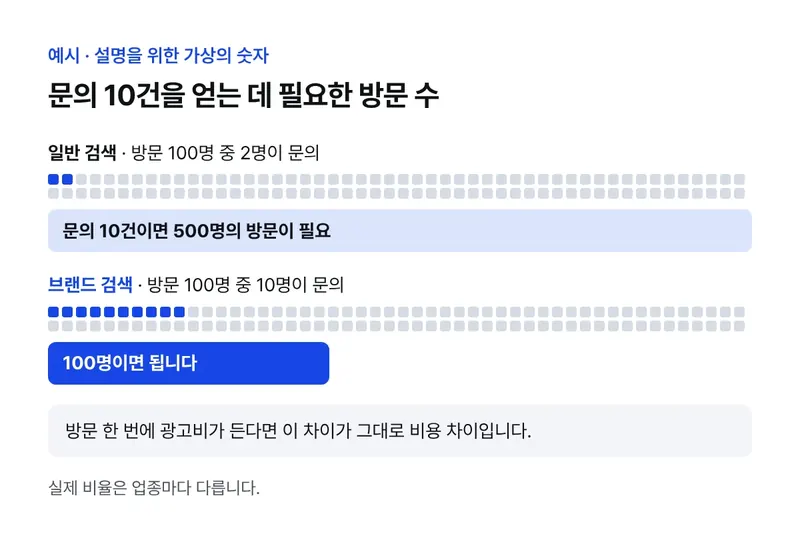 예시 · 설명을 위한 가상의 숫자
문의 10건을 얻는 데 필요한 방문 수
일반 검색 · 방문 100명 중 2명이 문의
문의 10건이면 500명의 방문이 필요
브랜드 검색 · 방문 100명 중 10명이 문의
100명이면 됩니다
방문 한 번에 광고비가 든다면 이 차이가 그대로 비용 차이입니다.
실제 비율은 업종마다 다릅니다.